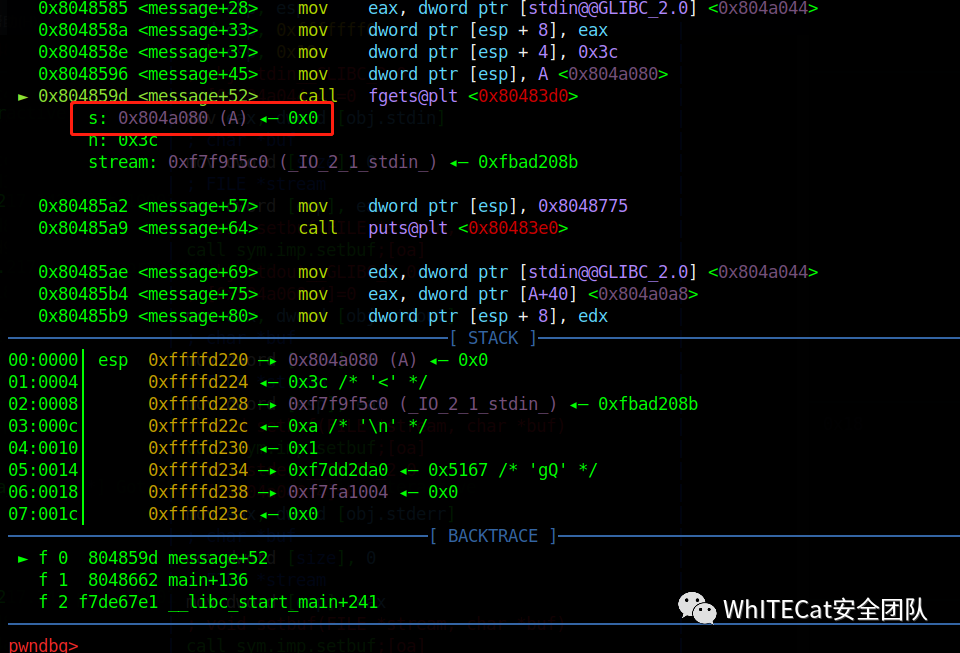 0x8048585 <message+28> mov eax, dword ptr [stdin@@GLIBC_2.0] <0x804a044>
0x804858a <message+33> mov dword ptr [esp + 8], eax
0x804858e <message+37> mov dword ptr [esp + 4], 0x3c
0x8048596 <message+45> mov dword ptr [esp], A <0x804a080>
► 0x804859d <message+52> call fgets@plt <0x80483d0>
s: 0x804a080 (A) ◂— 0x0
n: 0x3c
stream: 0xf7f9f5c0 (_IO_2_1_stdin_) ◂— 0xfbad208b
0x80485a2 <message+57> mov dword ptr [esp], 0x8048775
0x80485a9 <message+64> call puts@plt <0x80483e0>
0x80485ae <message+69> mov edx, dword ptr [stdin@@GLIBC_2.0] <0x804a044>
0x80485b4 <message+75> mov eax, dword ptr [A+40] <0x804a0a8>
0x80485b9 <message+80> mov dword ptr [esp + 8], edx
[ STACK ]
00:0000│ esp 0xffffd220 —▸ 0x804a080 (A) ◂— 0x0
01:0004│ 0xffffd224 ◂— 0x3c /* '<' */
02:0008│ 0xffffd228 —▸ 0xf7f9f5c0 (_IO_2_1_stdin_) ◂— 0xfbad208b
03:000c│ 0xffffd22c ◂— 0xa /* '\n' */
04:0010│ 0xffffd230 ◂— 0x1
05:0014│ 0xffffd234 —▸ 0xf7dd2da0 ◂— 0x5167 /* 'gQ' */
06:0018│ 0xffffd238 —▸ 0xf7fa1004 ◂— 0x0
07:001c│ 0xffffd23c ◂— 0x0
[ BACKTRACE ]
► f 0 804859d message+52
f 1 8048662 main+136
f 2 f7de67e1 __libc_start_main+241
WhITECat安全团队
pwndbg>